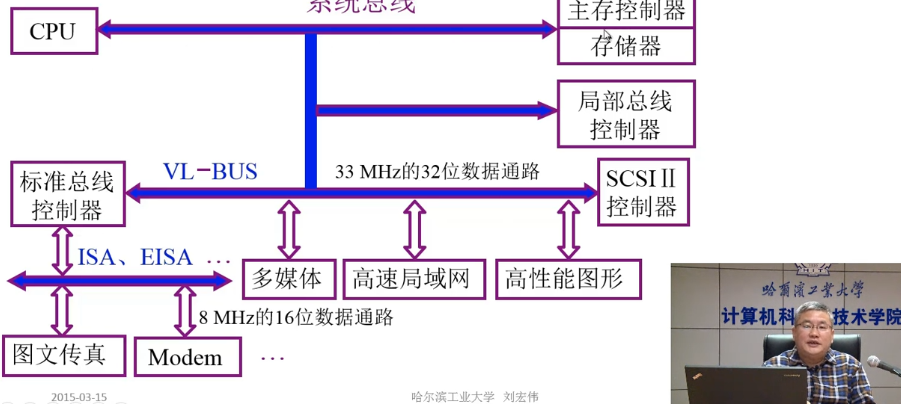 系统总线
CPU
主存控制器
存储器
局部总线
控制器
VL-BUS
33 MHz的32位数据通路
标准总线
控制器
SCSIⅡ
控制器
ISA、EISA …
多媒体
高速局域网
高性能图形
8 MHz的16位数据通路
图文传真
Modem
…
哈尔滨工业大学
计算机科 技术学院
2015-03-15
哈尔滨工业大学 刘宏伟